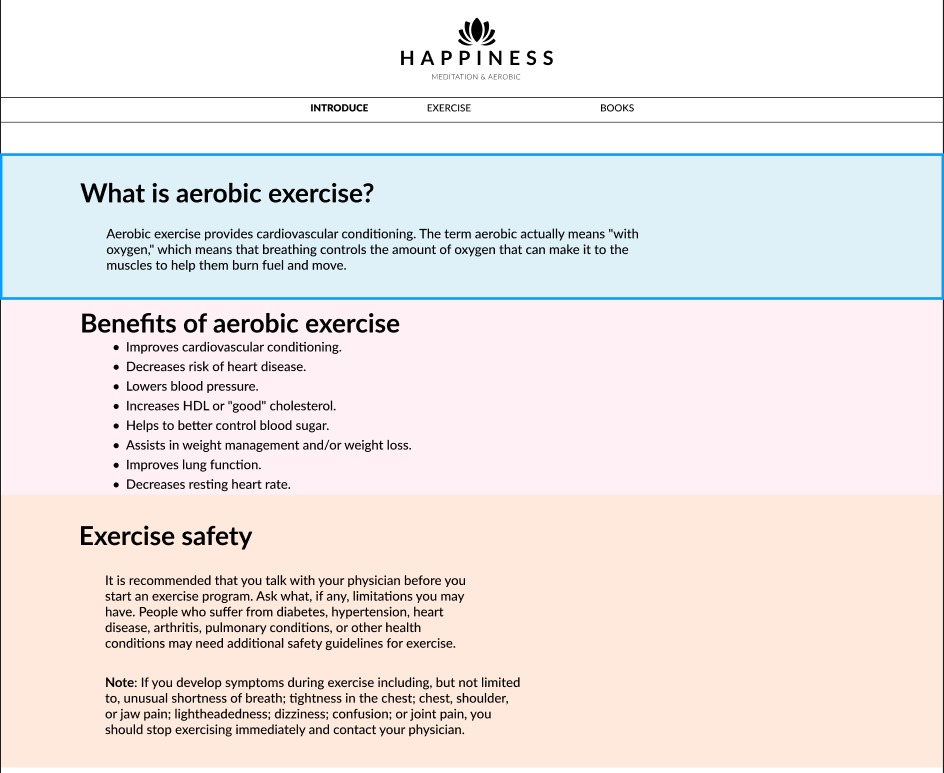 HAPPINESS
MEDITATION & AEROBIC
INTRODUCE EXERCISE BOOKS
What is aerobic exercise?
Aerobic exercise provides cardiovascular conditioning. The term aerobic actually means "with
oxygen," which means that breathing controls the amount of oxygen that can make it to the
muscles to help them burn fuel and move.
Benefits of aerobic exercise
• Improves cardiovascular conditioning.
• Decreases risk of heart disease.
• Lowers blood pressure.
• Increases HDL or "good" cholesterol.
• Helps to better control blood sugar.
• Assists in weight management and/or weight loss.
• Improves lung function.
• Decreases resting heart rate.
Exercise safety
It is recommended that you talk with your physician before you
start an exercise program. Ask what, if any, limitations you may
have. People who suffer from diabetes, hypertension, heart
disease, arthritis, pulmonary conditions, or other health
conditions may need additional safety guidelines for exercise.
Note: If you develop symptoms during exercise including, but not limited
to, unusual shortness of breath; tightness in the chest; chest, shoulder,
or jaw pain; lightheadedness; dizziness; confusion; or joint pain, you
should stop exercising immediately and contact your physician.